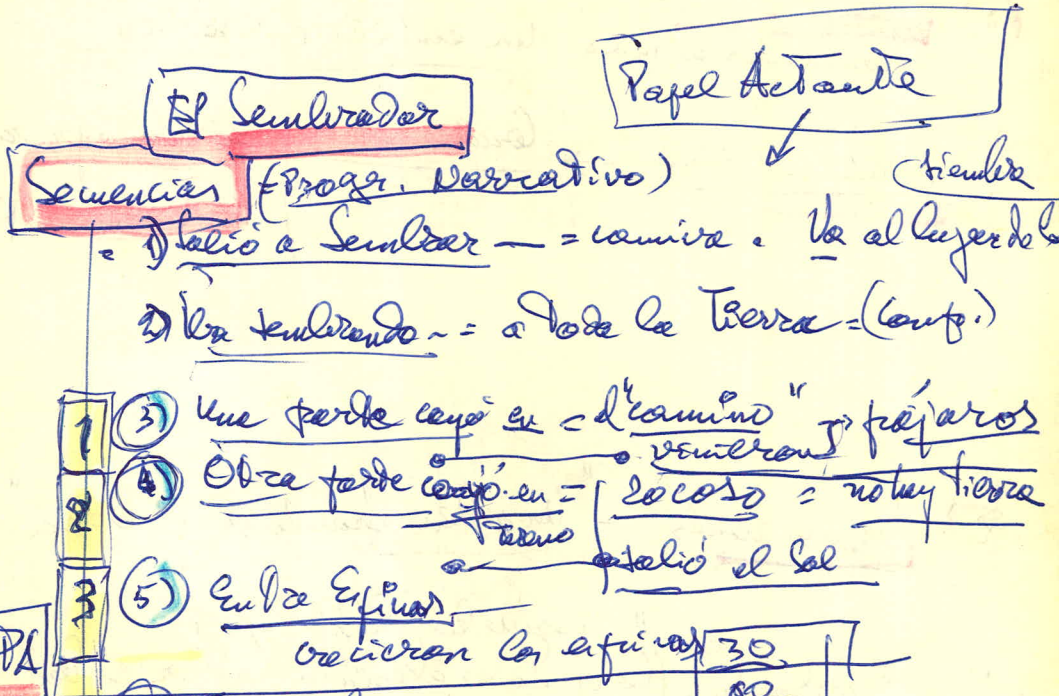 El Sembrador
Papel Actante
Secuencias (Progr. Narrativo)
(siembra
1) Salió a Sembrar — = camina. Va al lugar de la
2) Va sembrando - = a toda la Tierra = (
1 3) Una parte cayó en = el "camino" y pájaros
vinieron
2 4) Otra parte cayó en = rocoso = no hay tierra
Terreno
salió el Sol
3 5) Entre Espinas
crecieron las espinas 30
PA